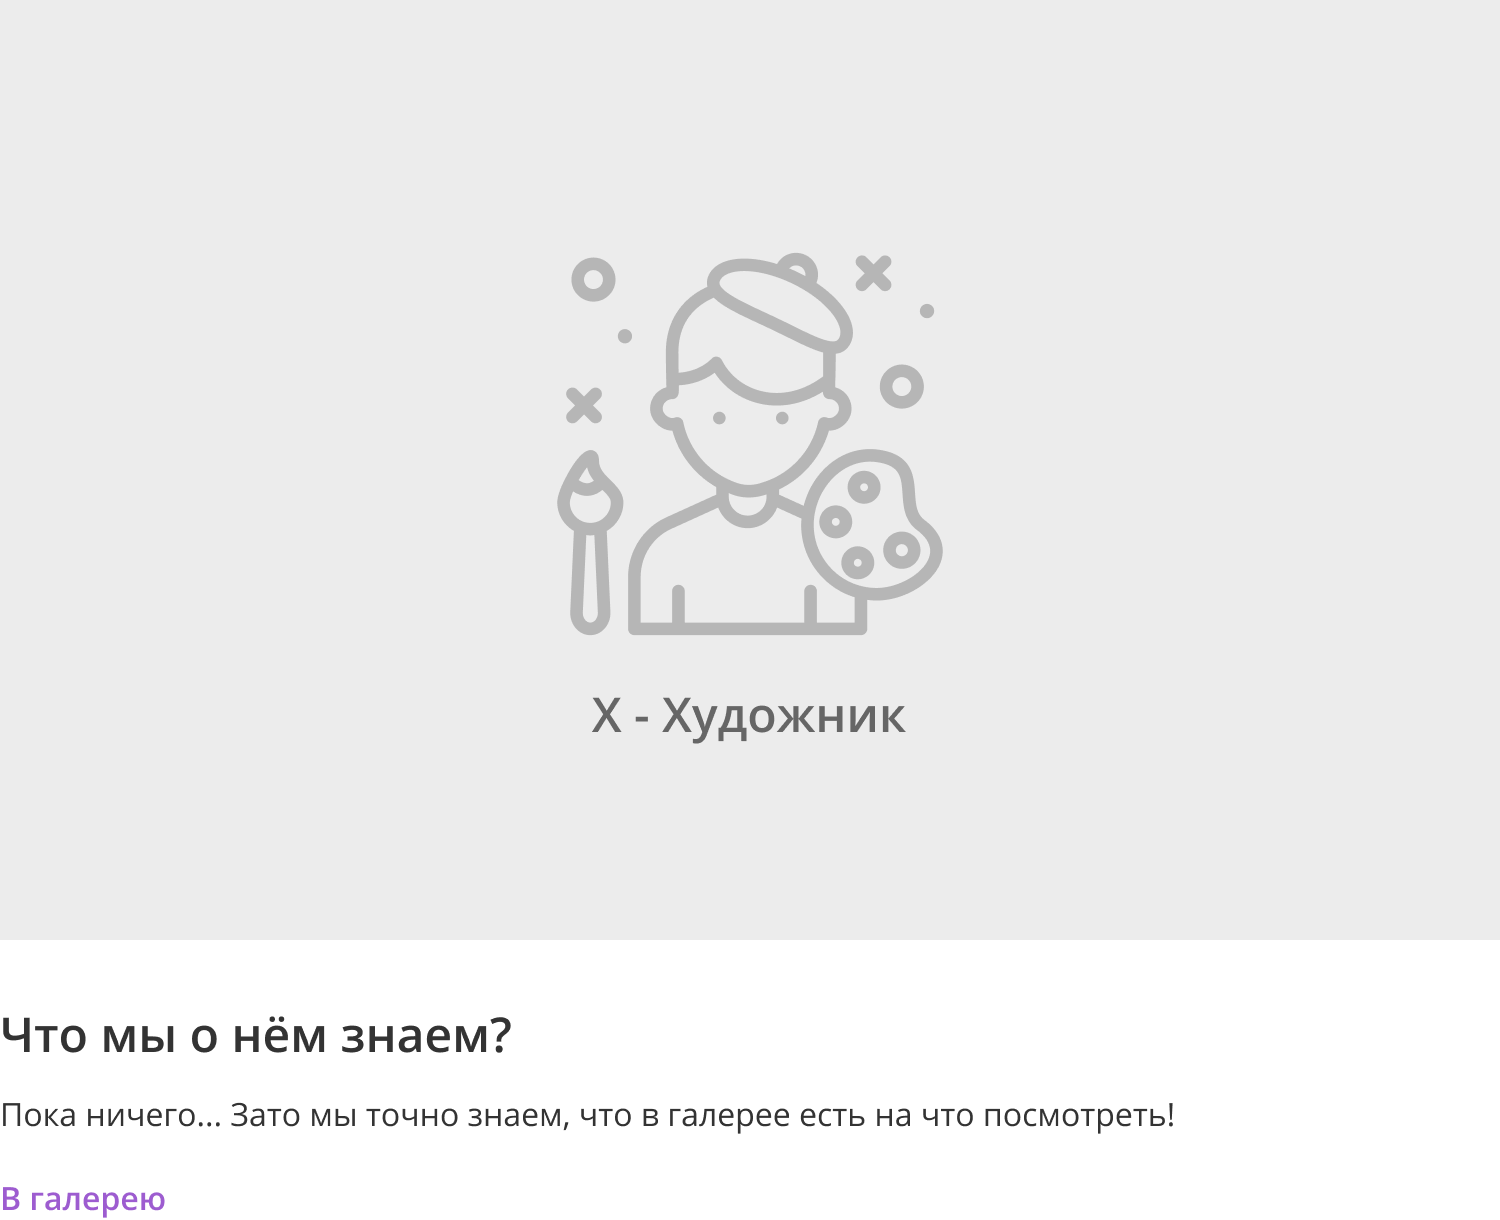 Х - Художник
Что мы о нём знаем?
Пока ничего... Зато мы точно знаем, что в галерее есть на что посмотреть!
В галерею